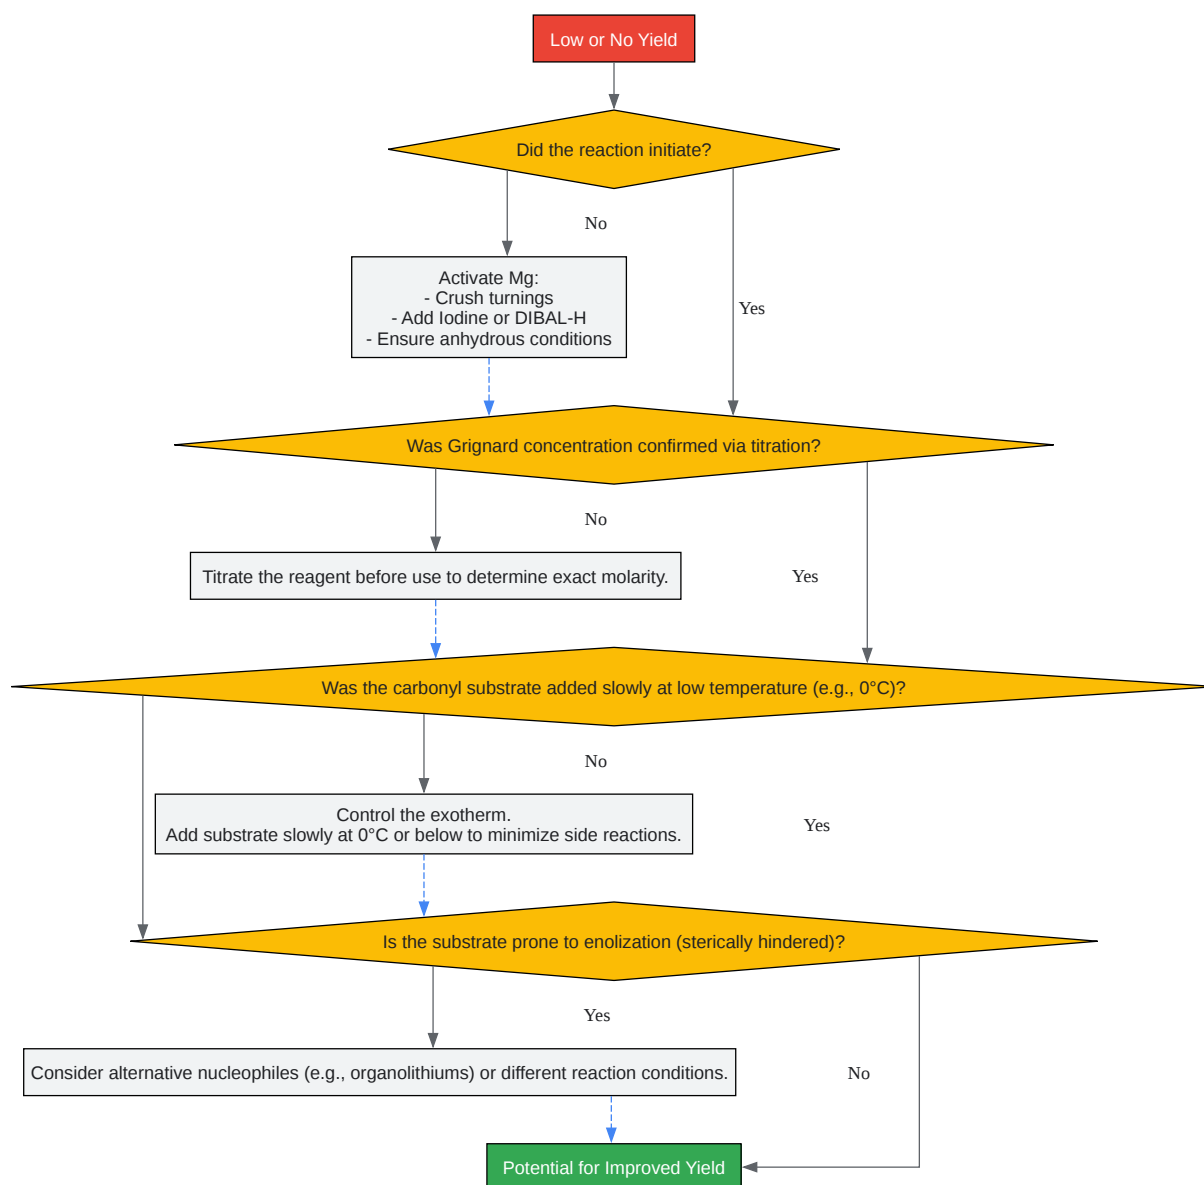 Low or No Yield
Did the reaction initiate?
No
Activate Mg:
- Crush turnings
- Add Iodine or DIBAL-H
- Ensure anhydrous conditions
Yes
Was Grignard concentration confirmed via titration?
No
Titrate the reagent before use to determine exact molarity.
Yes
Was the carbonyl substrate added slowly at low temperature (e.g., 0°C)?
No
Control the exotherm.
Add substrate slowly at 0°C or below to minimize side reactions.
Yes
Is the substrate prone to enolization (sterically hindered)?
Yes
Consider alternative nucleophiles (e.g., organolithiums) or different reaction conditions.
No
Potential for Improved Yield